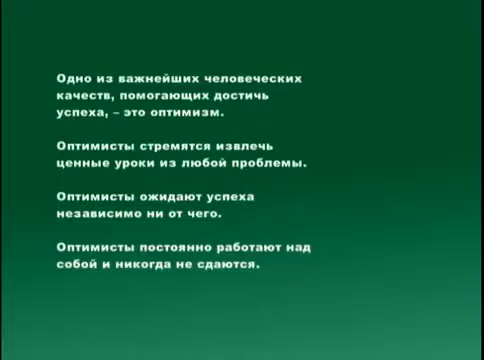 Одно из важнейших человеческих
качеств, помогающих достичь
успеха, – это оптимизм.
Оптимисты стремятся извлечь
ценные уроки из любой проблемы.
Оптимисты ожидают успеха
независимо ни от чего.
Оптимисты постоянно работают над
собой и никогда не сдаются.